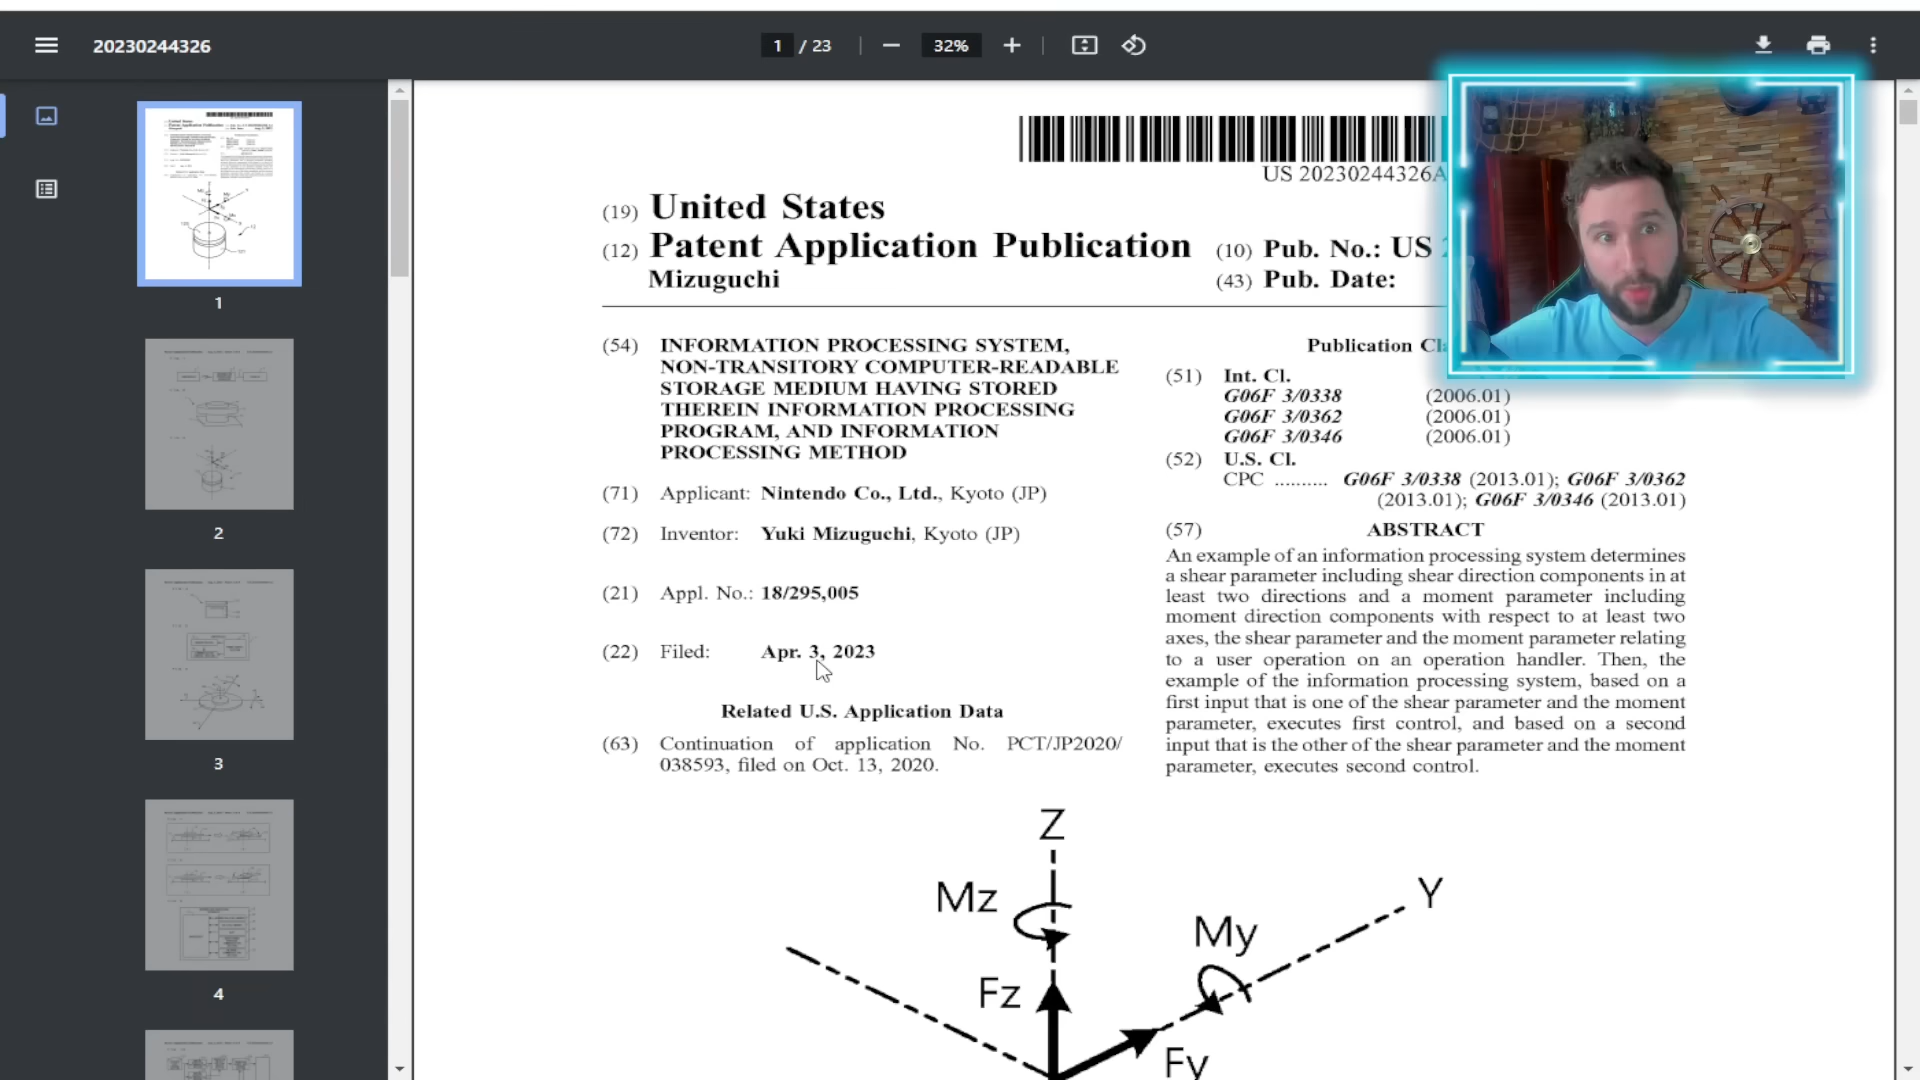 20230244326
1 / 23
32%
1
2
3
4
US 20230244326A
(19) United States
(12) Patent Application Publication
Mizuguchi
(10) Pub. No.: US
(43) Pub. Date:
(54) INFORMATION PROCESSING SYSTEM,
NON-TRANSITORY COMPUTER-READABLE
STORAGE MEDIUM HAVING STORED
THEREIN INFORMATION PROCESSING
PROGRAM, AND INFORMATION
PROCESSING METHOD
(71) Applicant: Nintendo Co., Ltd., Kyoto (JP)
(72) Inventor: Yuki Mizuguchi, Kyoto (JP)
(21) Appl. No.: 18/295,005
(22) Filed: Apr. 3, 2023
Related U.S. Application Data
(63) Continuation of application No. PCT/JP2020/
038593, filed on Oct. 13, 2020.
Publication
(51) Int. Cl.
G06F 3/0338 (2006.01)
G06F 3/0362 (2006.01)
G06F 3/0346 (2006.01)
(52) U.S. Cl.
CPC .......... G06F 3/0338 (2013.01); G06F 3/0362
(2013.01); G06F 3/0346 (2013.01)
(57) ABSTRACT
An example of an information processing system determines
a shear parameter including shear direction components in at
least two directions and a moment parameter including
moment direction components with respect to at least two
axes, the shear parameter and the moment parameter relating
to a user operation on an operation handler. Then, the
example of the information processing system, based on a
first input that is one of the shear parameter and the moment
parameter, executes first control, and based on a second
input that is the other of the shear parameter and the moment
parameter, executes second control.
Z
Mz
Y
My
Fz
Fy